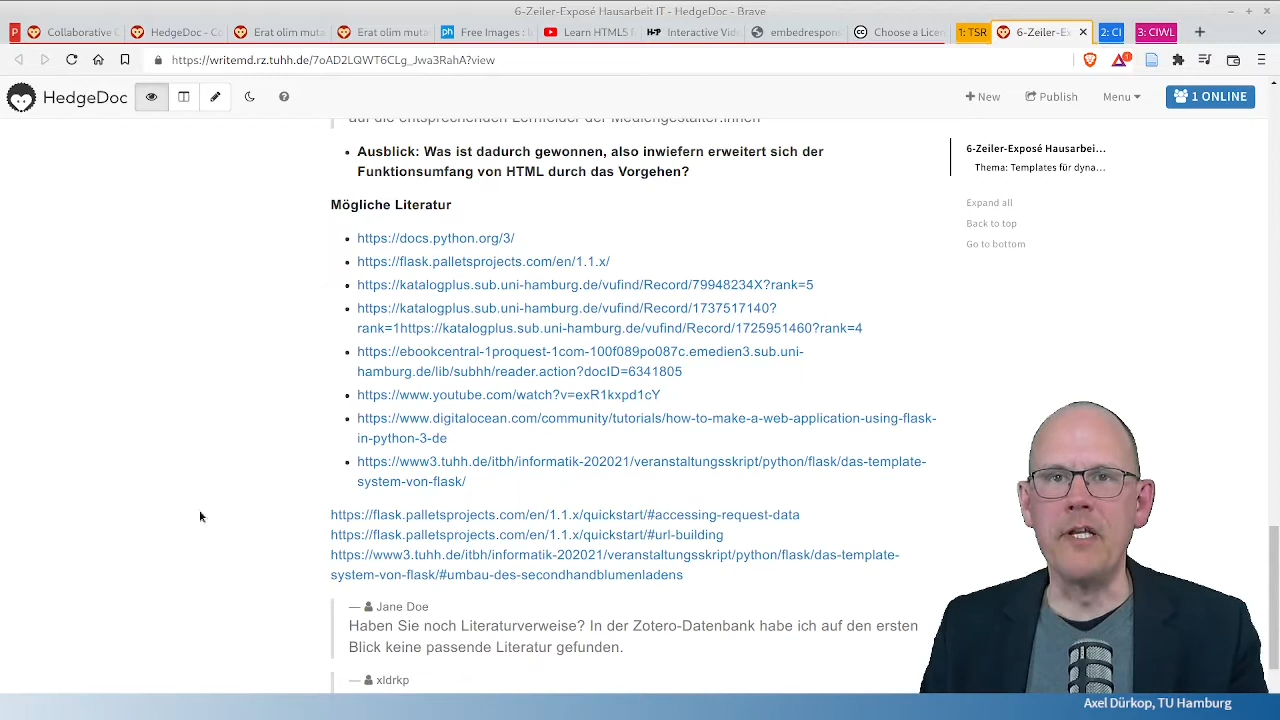 6-Zeiler-Exposé Hausarbeit IT - HedgeDoc - Brave
P
Collaborative C
HedgeDoc - Co
Erat olim muta
Erat olim muta
ph
Free Images : l
Learn HTML5 F
H-P
Interactive Vid
embedrespons
Choose a Licen
1: TSR
6-Zeiler-Ex
2: CI
3: CIWL
https://writemd.rz.tuhh.de/7oAD2LQWT6CLg_Jwa3RahA?view
HedgeDoc
New
Publish
Menu
1 ONLINE
auf die entsprechenden Lernfelder der Mediengestalter:innen
Ausblick: Was ist dadurch gewonnen, also inwiefern erweitert sich der
Funktionsumfang von HTML durch das Vorgehen?
Mögliche Literatur
https://docs.python.org/3/
https://flask.palletsprojects.com/en/1.1.x/
https://katalogplus.sub.uni-hamburg.de/vufind/Record/79948234X?rank=5
https://katalogplus.sub.uni-hamburg.de/vufind/Record/1737517140?
rank=1https://katalogplus.sub.uni-hamburg.de/vufind/Record/1725951460?rank=4
https://ebookcentral-1proquest-1com-100f089po087c.emedien3.sub.uni-
hamburg.de/lib/subhh/reader.action?docID=6341805
https://www.youtube.com/watch?v=exR1kxpd1cY
https://www.digitalocean.com/community/tutorials/how-to-make-a-web-application-using-flask-
in-python-3-de
https://www3.tuhh.de/itbh/informatik-202021/veranstaltungsskript/python/flask/das-template-
system-von-flask/
https://flask.palletsprojects.com/en/1.1.x/quickstart/#accessing-request-data
https://flask.palletsprojects.com/en/1.1.x/quickstart/#url-building
https://www3.tuhh.de/itbh/informatik-202021/veranstaltungsskript/python/flask/das-template-
system-von-flask/#umbau-des-secondhandblumenladens
— Jane Doe
Haben Sie noch Literaturverweise? In der Zotero-Datenbank habe ich auf den ersten
Blick keine passende Literatur gefunden.
— xldrkp
6-Zeiler-Exposé Hausarbei...
Thema: Templates für dyna...
Expand all
Back to top
Go to bottom
Axel Dürkop, TU Hamburg